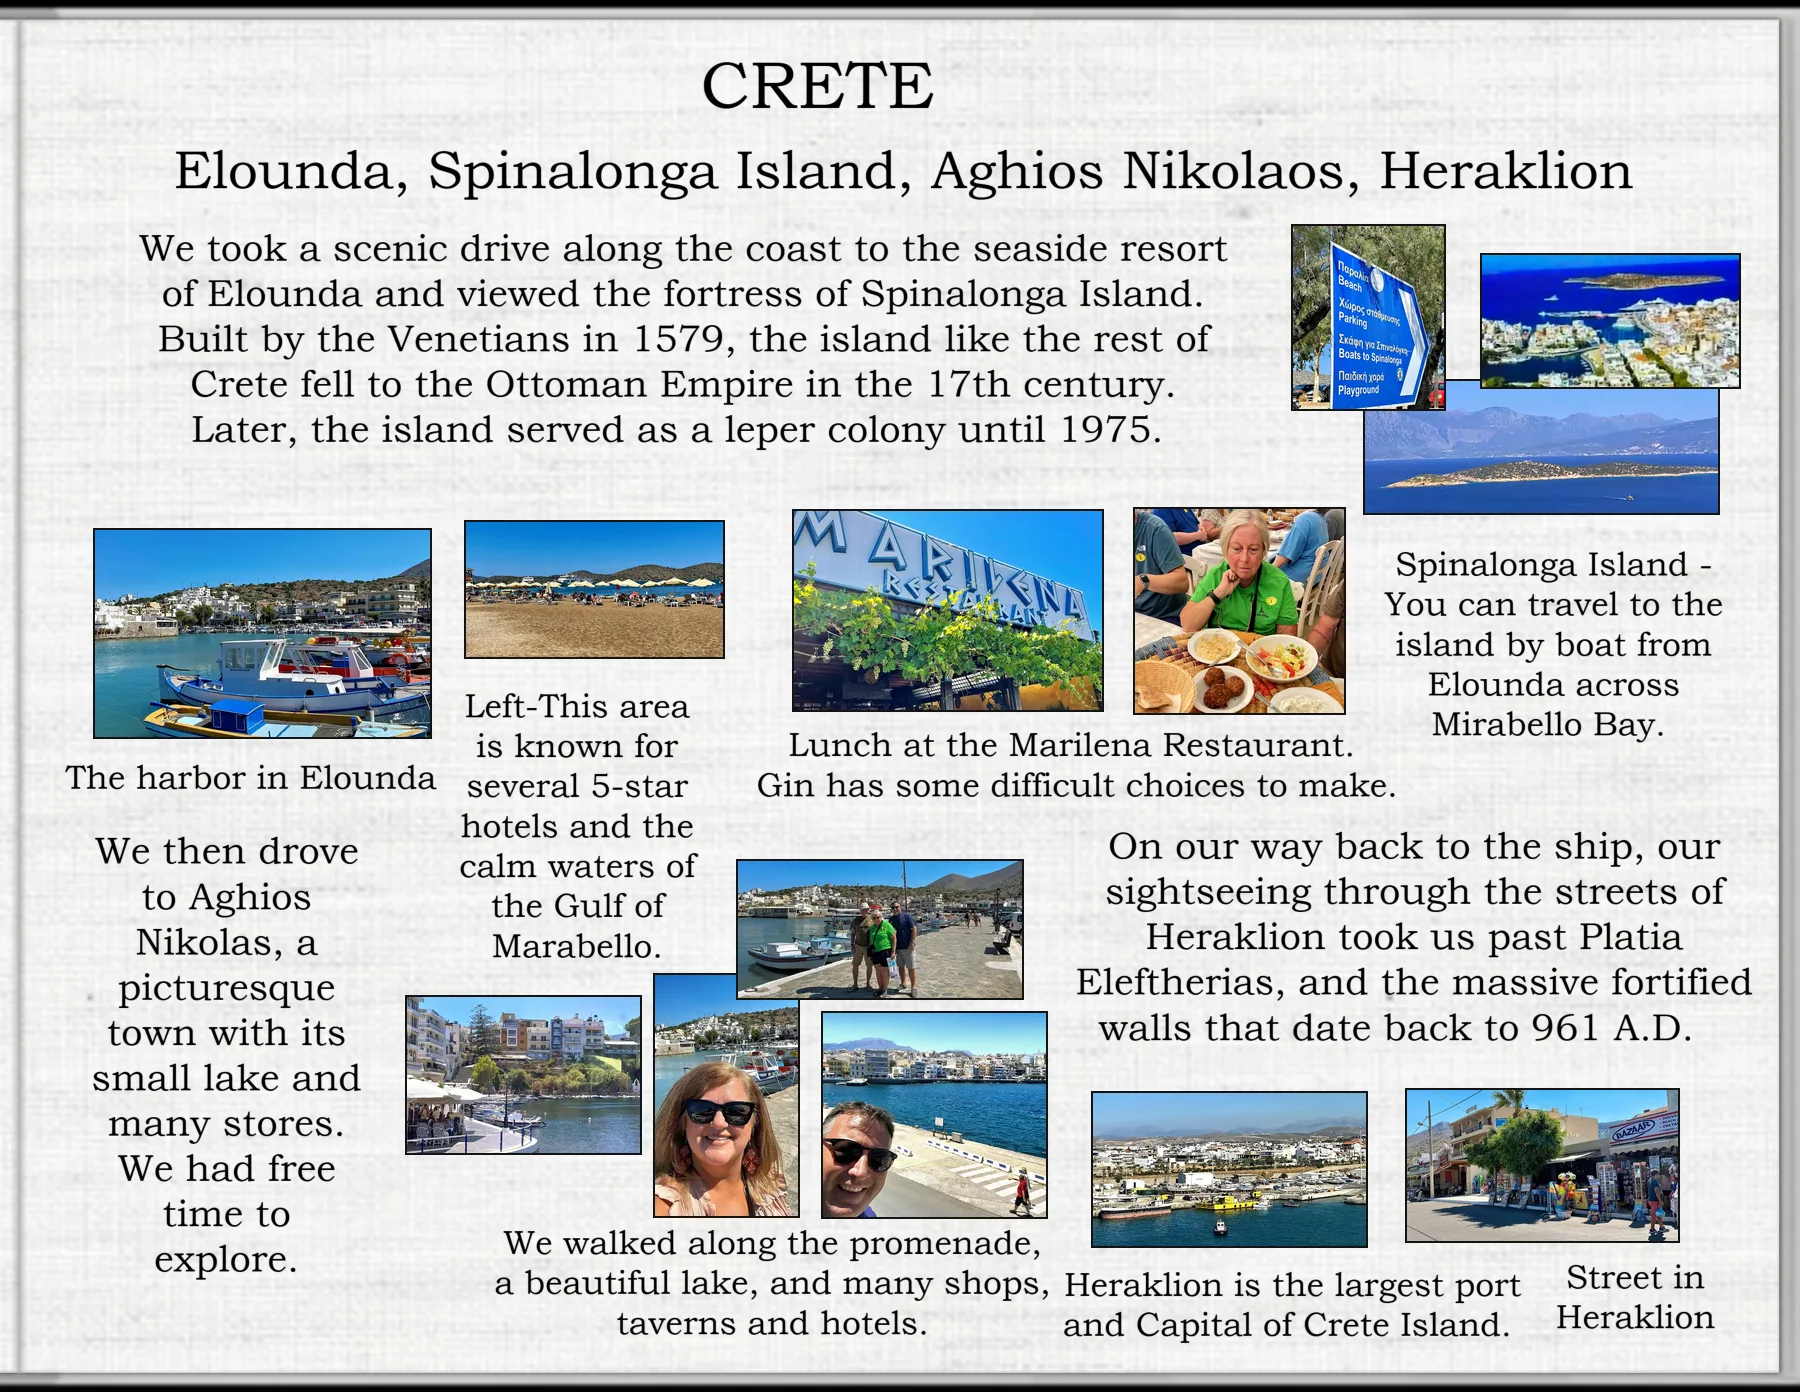 CRETE
Elounda, Spinalonga Island, Aghios Nikolaos, Heraklion
We took a scenic drive along the coast to the seaside resort
of Elounda and viewed the fortress of Spinalonga Island.
Built by the Venetians in 1579, the island like the rest of
Crete fell to the Ottoman Empire in the 17th century.
Later, the island served as a leper colony until 1975.
Παραλία
Beach
Χώρος στάθμευσης
Parking
Σκάφη για Σπιναλόγκα
Boats to Spinalonga
Παιδική χαρά
Playground
MARILENA
RESTAURANT
Spinalonga Island -
You can travel to the
island by boat from
Elounda across
Mirabello Bay.
The harbor in Elounda
Left-This area
is known for
several 5-star
hotels and the
calm waters of
the Gulf of
Marabello.
Lunch at the Marilena Restaurant.
Gin has some difficult choices to make.
We then drove
to Aghios
Nikolas, a
picturesque
town with its
small lake and
many stores.
We had free
time to
explore.
On our way back to the ship, our
sightseeing through the streets of
Heraklion took us past Platia
Eleftherias, and the massive fortified
walls that date back to 961 A.D.
BAZAAR
We walked along the promenade,
a beautiful lake, and many shops,
taverns and hotels.
Heraklion is the largest port
and Capital of Crete Island.
Street in
Heraklion